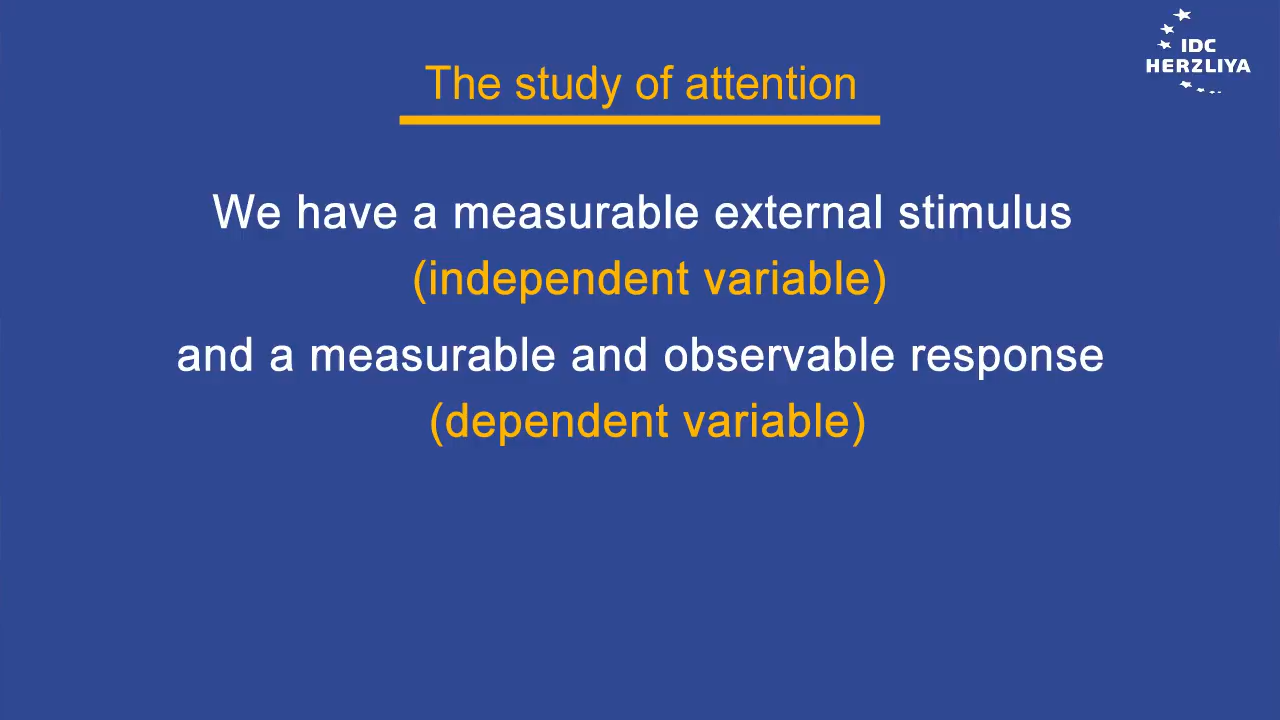 IDC
HERZLIYA
The study of attention
We have a measurable external stimulus
(independent variable)
and a measurable and observable response
(dependent variable)